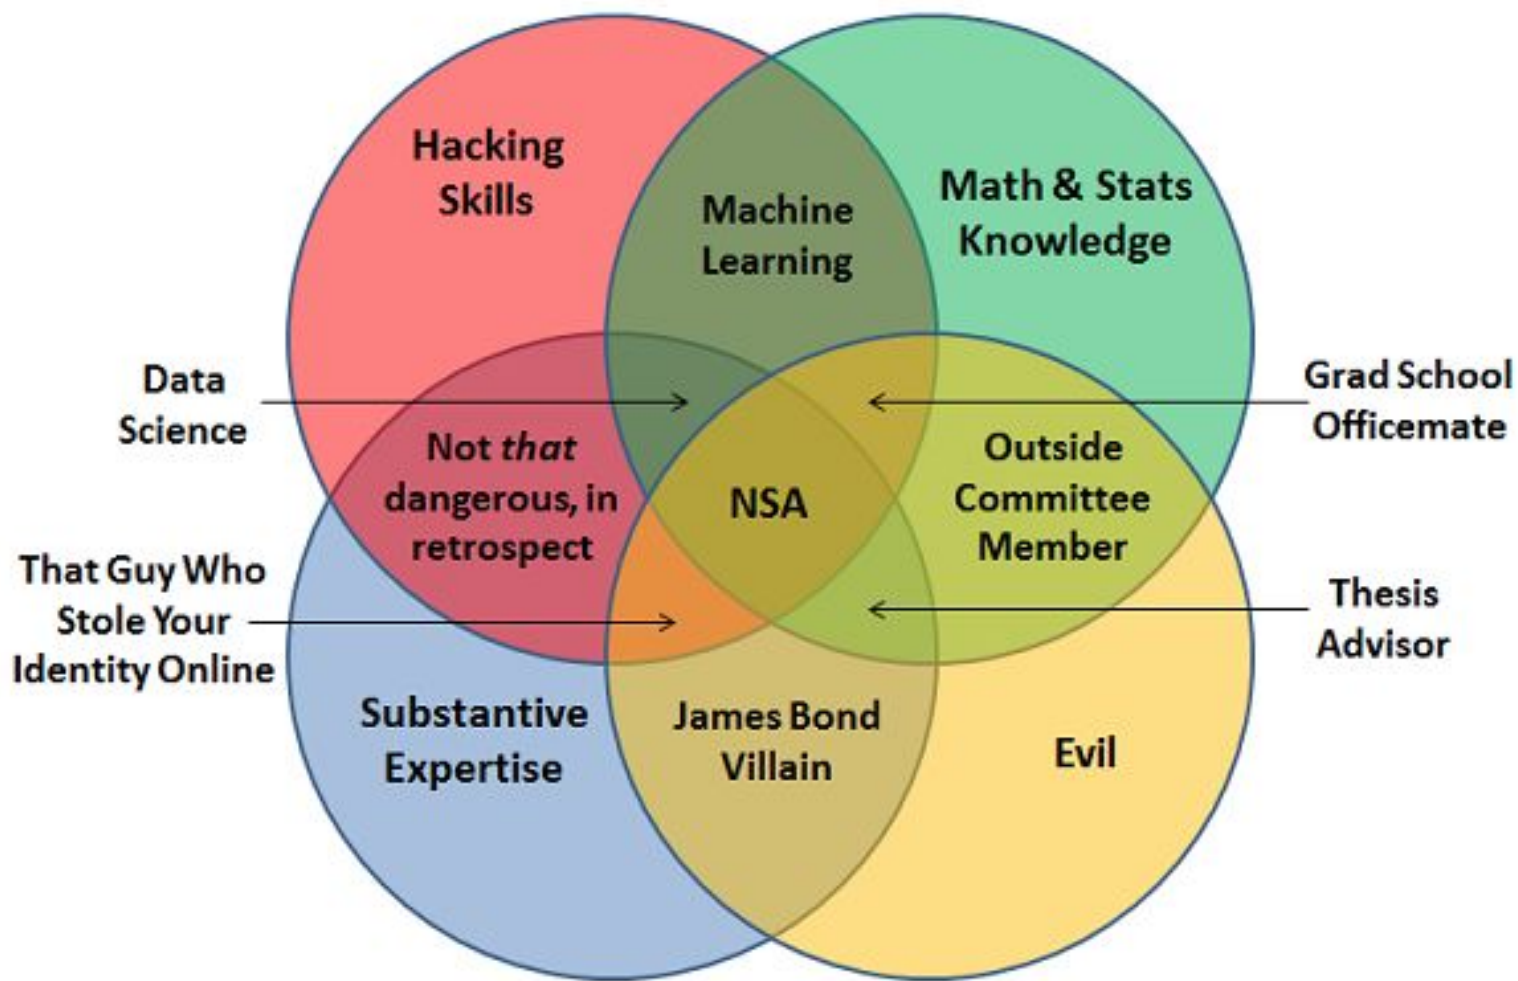 Hacking
Skills
Math & Stats
Knowledge
Machine
Learning
Data
Science
Grad School
Officemate
Not that
dangerous, in
retrospect
NSA
Outside
Committee
Member
That Guy Who
Stole Your
Identity Online
Thesis
Advisor
Substantive
Expertise
James Bond
Villain
Evil